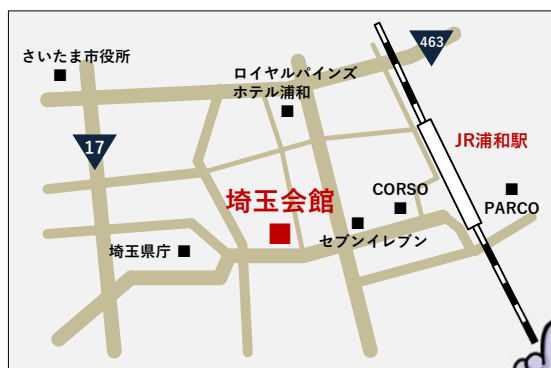 463
さいたま市役所
ロイヤルパインズ
ホテル浦和
17
JR浦和駅
CORSO
埼玉会館
PARCO
セブンイレブン
埼玉県庁